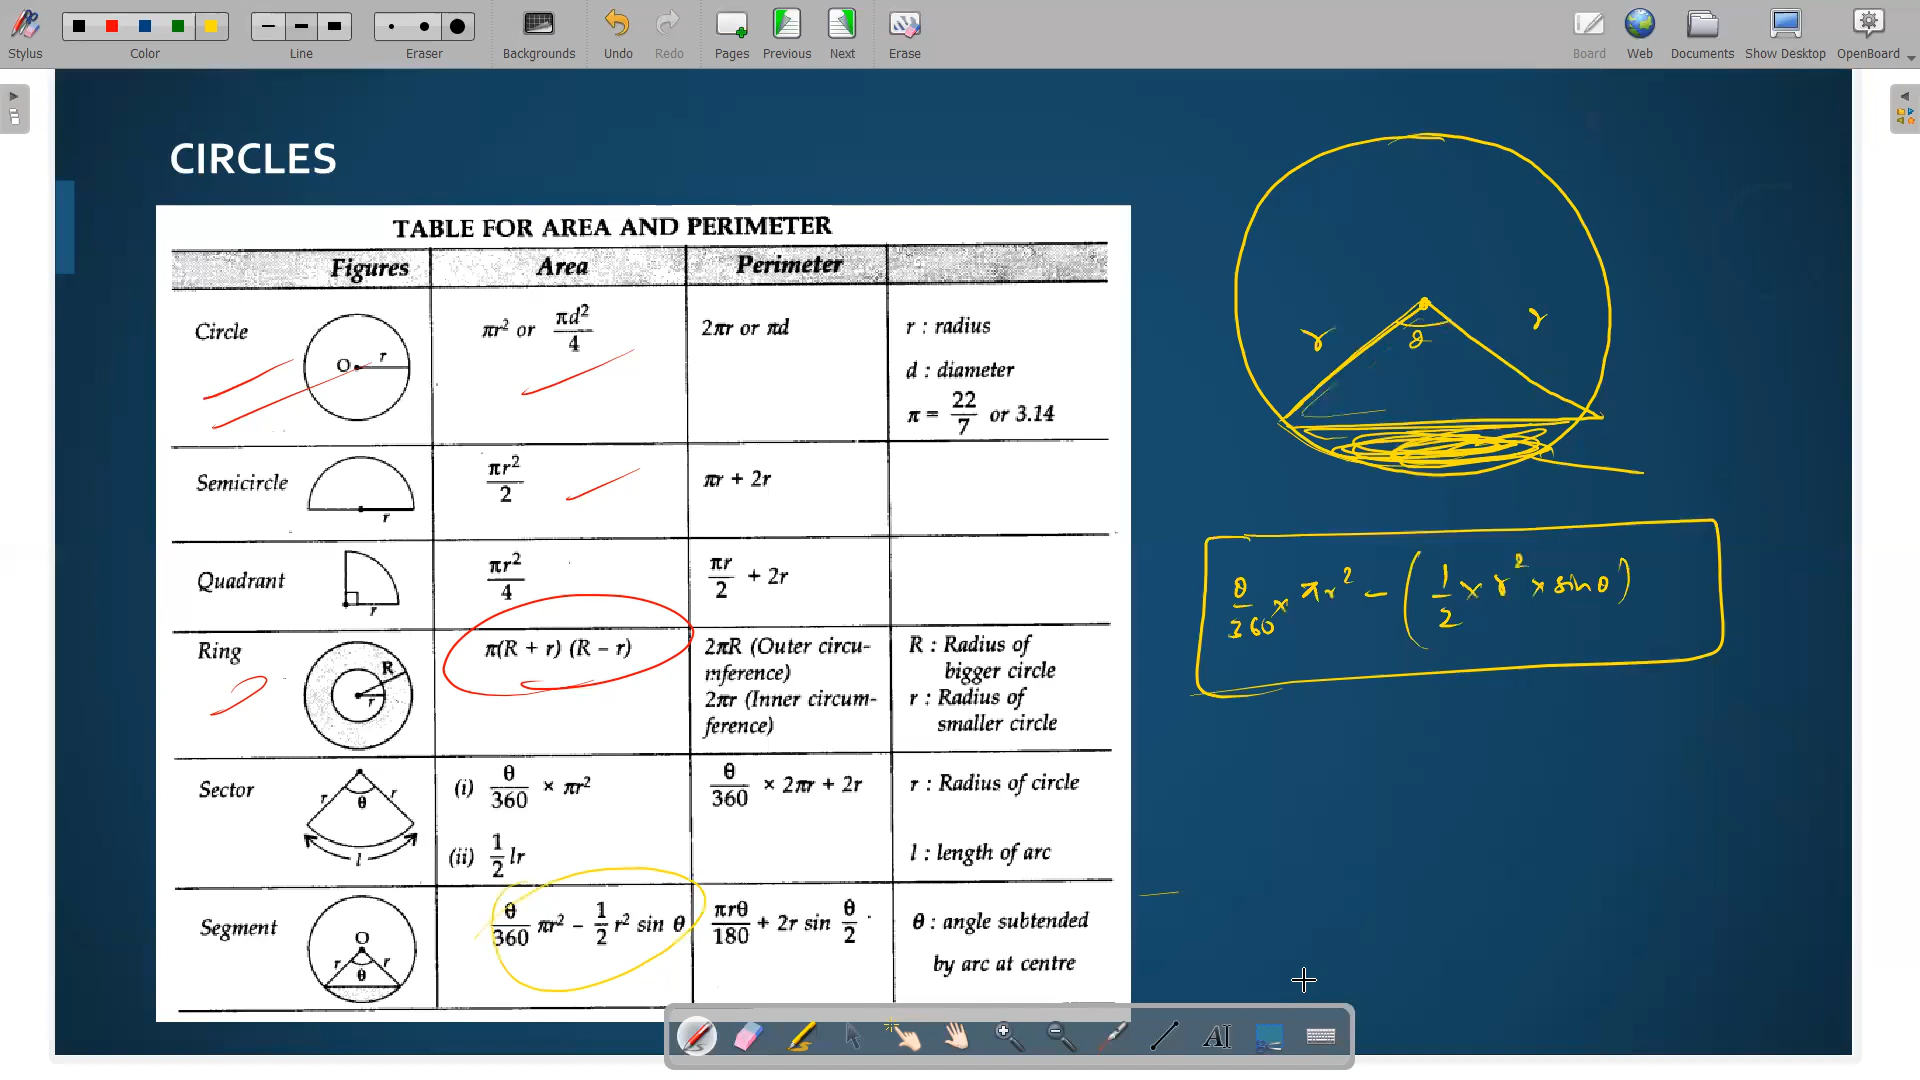 Stylus
Color
Line
Eraser
Backgrounds
Undo
Redo
Pages
Previous
Next
Erase
Board
Web
Documents
Show Desktop
OpenBoard
CIRCLES
TABLE FOR AREA AND PERIMETER
Figures Area Perimeter
Circle O r πr² or πd²/4 2πr or πd r : radius
d : diameter
π = 22/7 or 3.14
Semicircle r πr²/2 πr + 2r
Quadrant r πr²/4 πr/2 + 2r
Ring R r π(R + r) (R – r) 2πR (Outer circu-
mference)
2πr (Inner circum-
ference)
R : Radius of
bigger circle
r : Radius of
smaller circle
Sector r θ r l (i) θ/360 × πr² θ/360 × 2πr + 2r r : Radius of circle
(ii) 1/2 lr l : length of arc
Segment O r θ r θ/360 πr² – 1/2 r² sin θ πrθ/180 + 2r sin θ/2 θ : angle subtended
by arc at centre
r r
θ
θ/360 × πr² – (1/2 × r² × sin θ)
AI